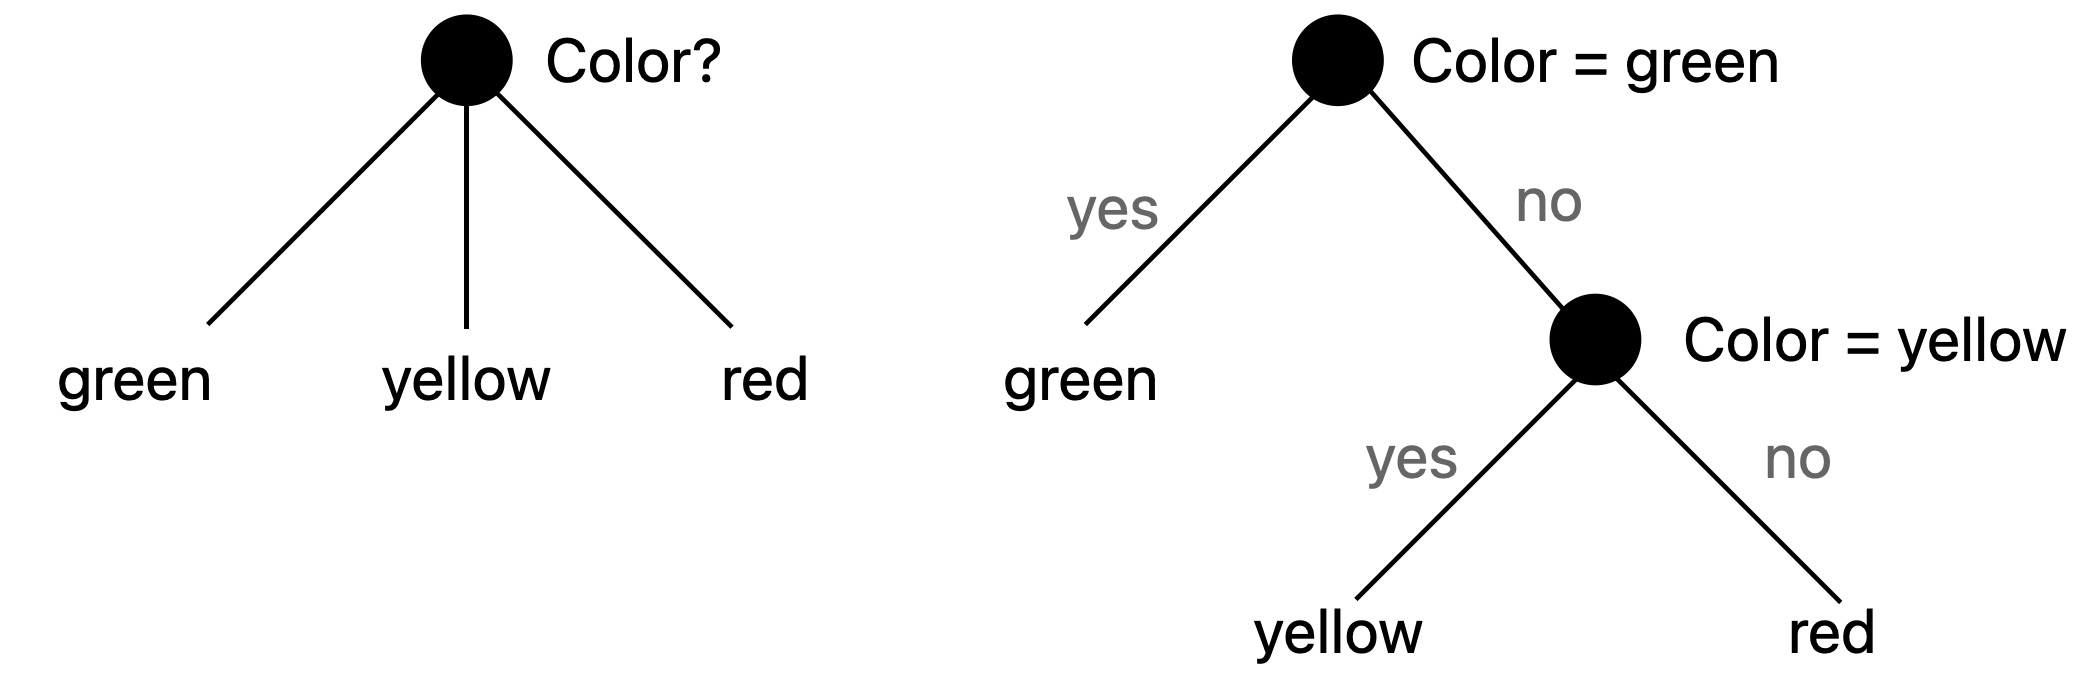 Color?
green
yellow
red
Color = green
yes
no
green
Color = yellow
yes
no
yellow
red